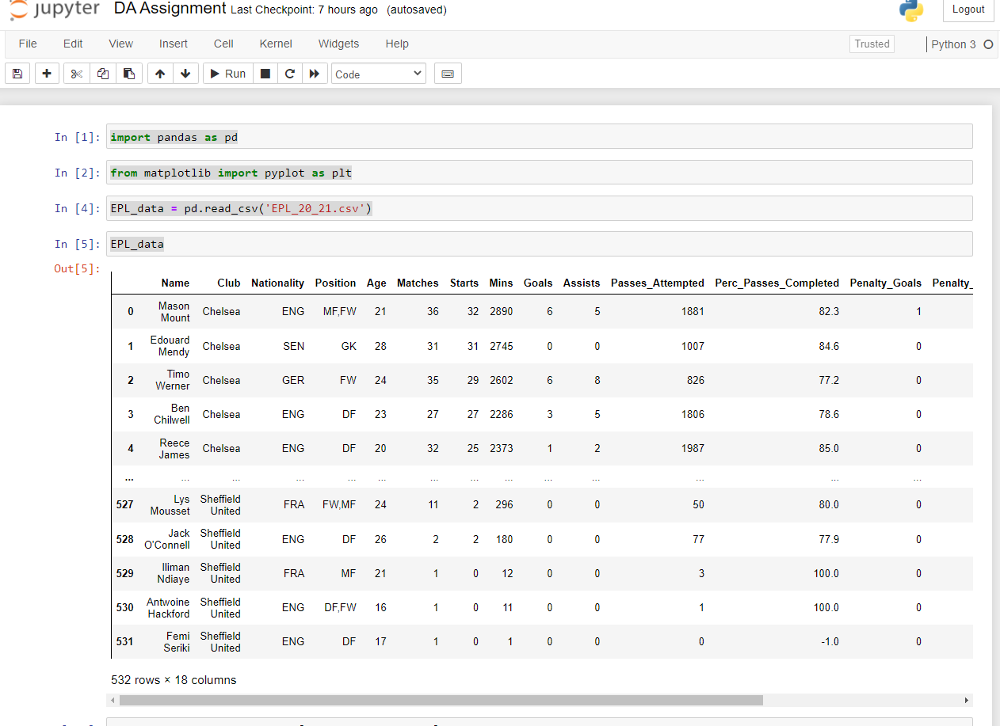 jupyter DA Assignment Last Checkpoint: 7 hours ago (autosaved) Logout
File Edit View Insert Cell Kernel Widgets Help Trusted Python 3
Run Code
In [1]: import pandas as pd
In [2]: from matplotlib import pyplot as plt
In [4]: EPL_data = pd.read_csv('EPL_20_21.csv')
In [5]: EPL_data
Out[5]:
Name Club Nationality Position Age Matches Starts Mins Goals Assists Passes_Attempted Perc_Passes_Completed Penalty_Goals Penalty_
0 Mason Mount Chelsea ENG MF,FW 21 36 32 2890 6 5 1881 82.3 1
1 Edouard Mendy Chelsea SEN GK 28 31 31 2745 0 0 1007 84.6 0
2 Timo Werner Chelsea GER FW 24 35 29 2602 6 8 826 77.2 0
3 Ben Chilwell Chelsea ENG DF 23 27 27 2286 3 5 1806 78.6 0
4 Reece James Chelsea ENG DF 20 32 25 2373 1 2 1987 85.0 0
... ... ... ... ... ... ... ... ... ... ... ... ... ...
527 Lys Mousset Sheffield United FRA FW,MF 24 11 2 296 0 0 50 80.0 0
528 Jack O'Connell Sheffield United ENG DF 26 2 2 180 0 0 77 77.9 0
529 Iliman Ndiaye Sheffield United FRA MF 21 1 0 12 0 0 3 100.0 0
530 Antwoine Hackford Sheffield United ENG DF,FW 16 1 0 11 0 0 1 100.0 0
531 Femi Seriki Sheffield United ENG DF 17 1 0 1 0 0 0 -1.0 0
532 rows × 18 columns